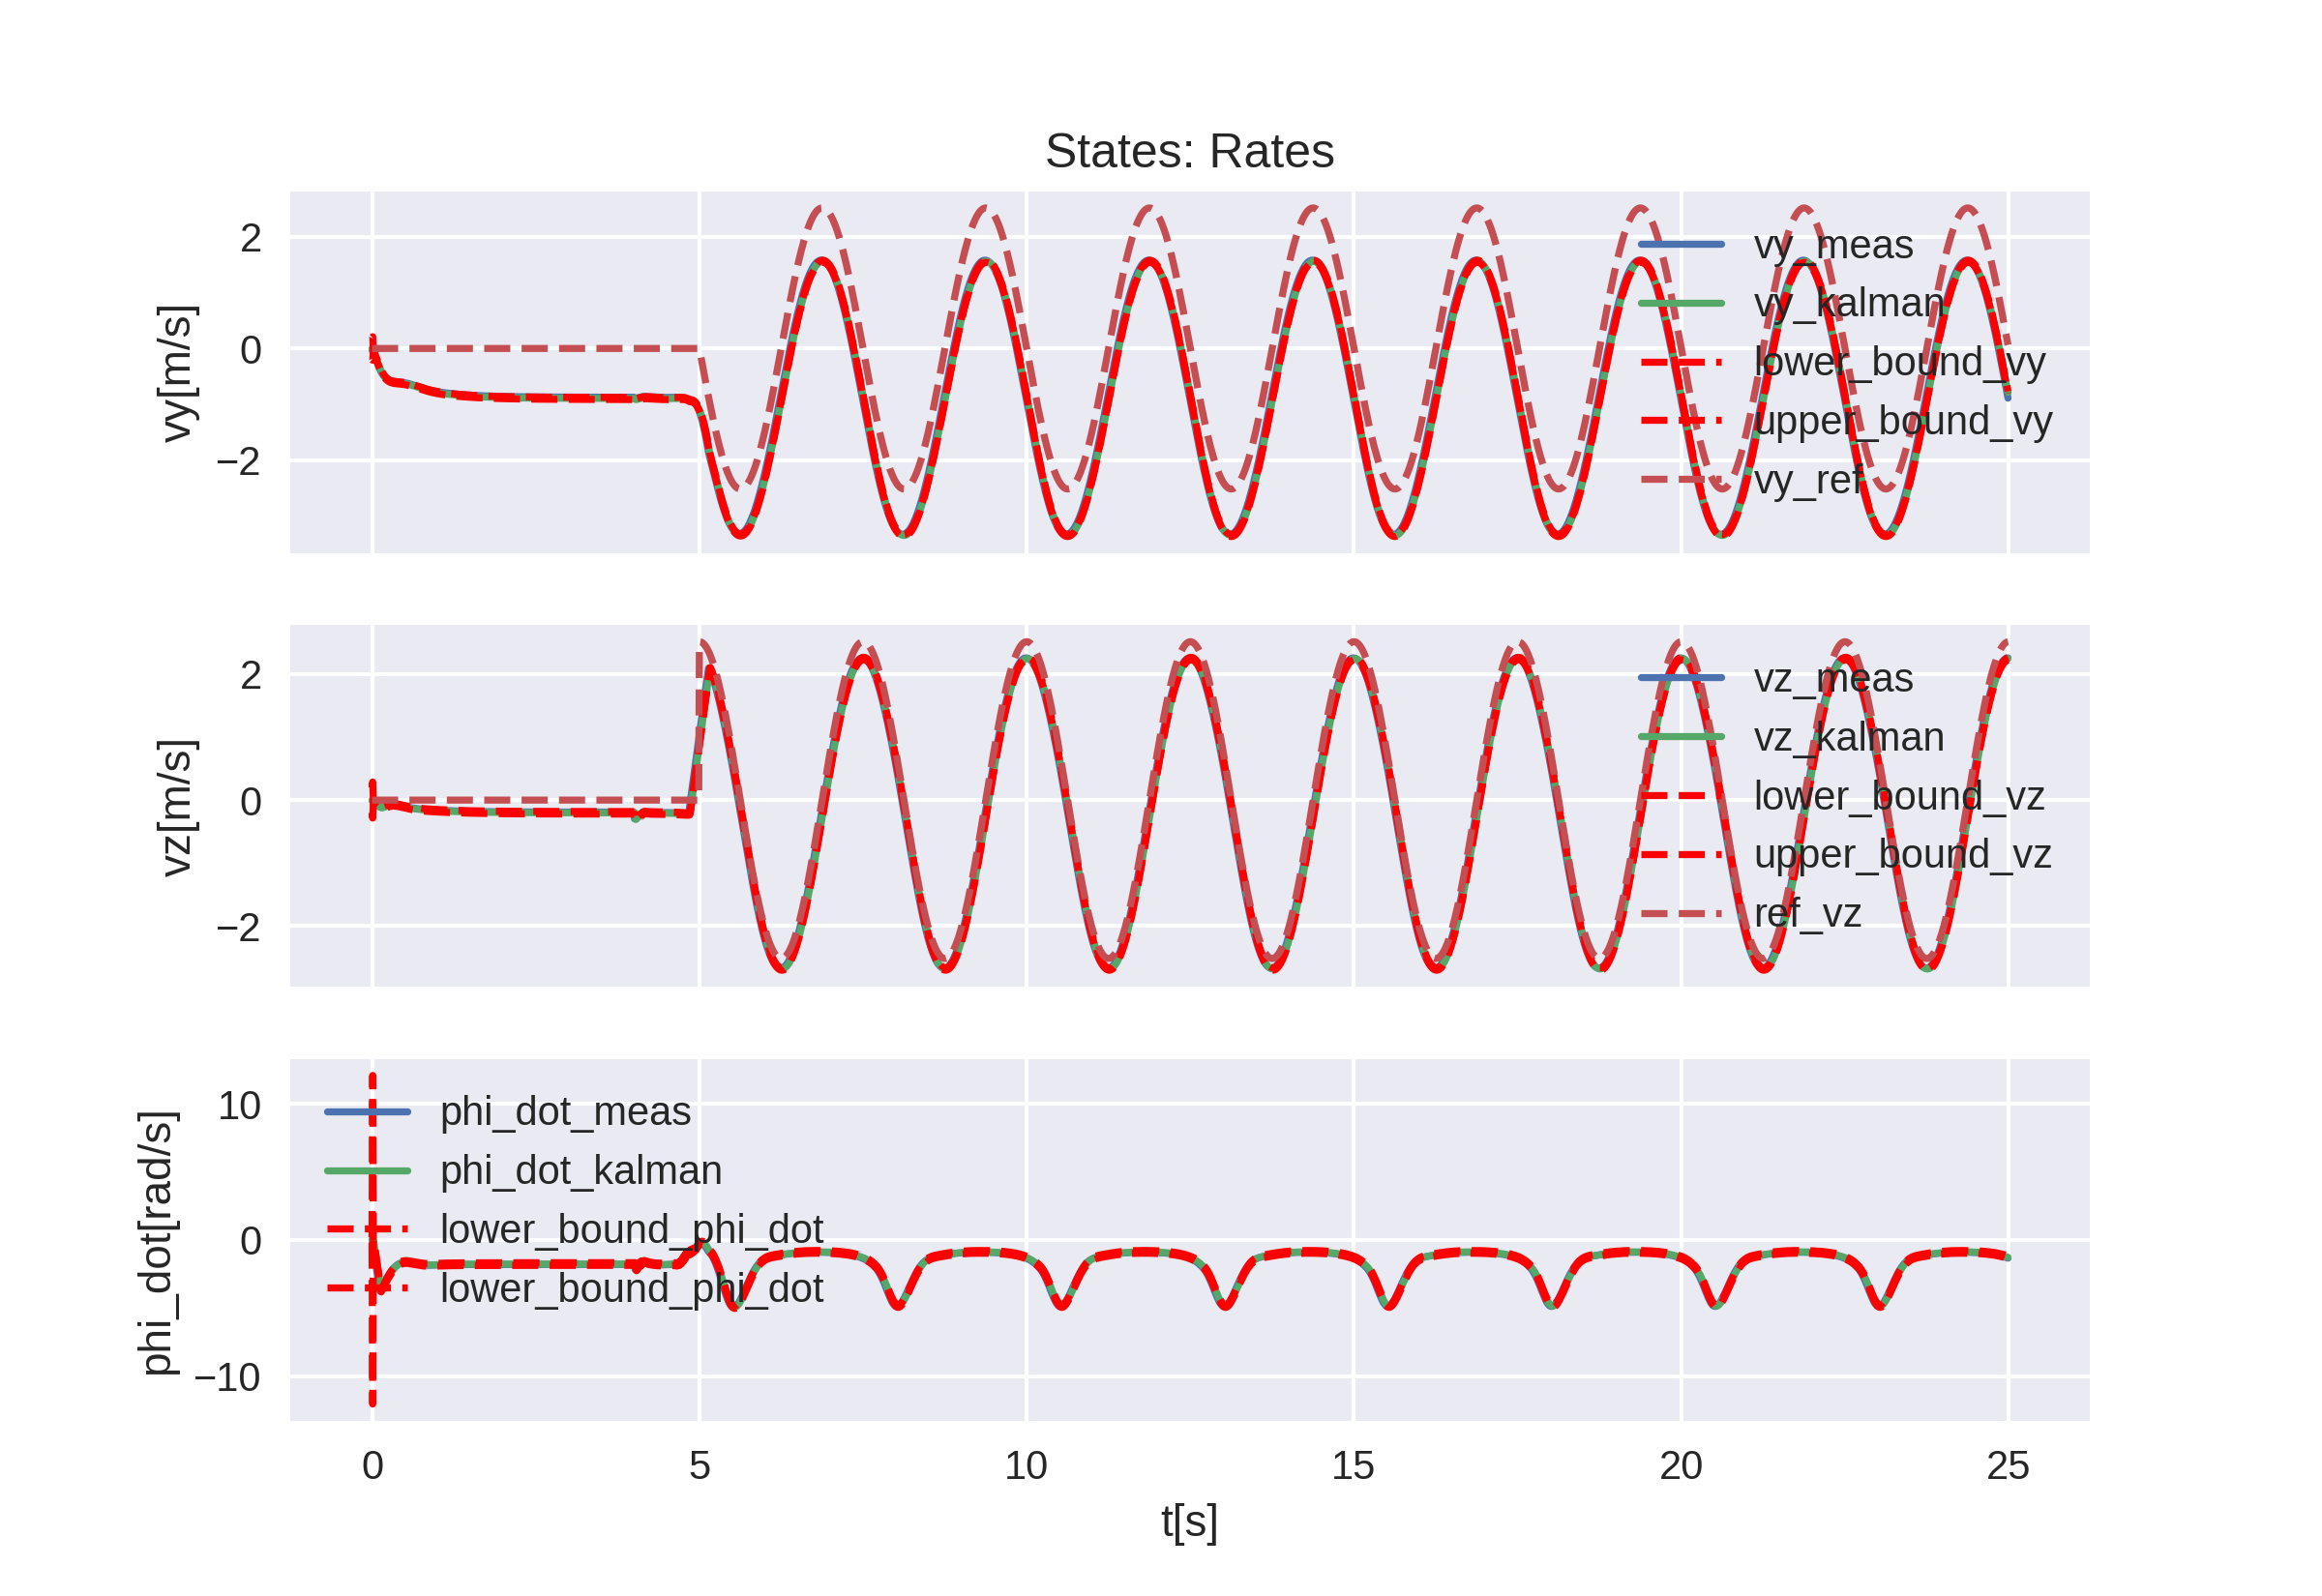 States: Rates
vy[m/s]
2
0
−2
vy_meas
vy_kalman
lower_bound_vy
upper_bound_vy
vy_ref
vz[m/s]
2
0
−2
vz_meas
vz_kalman
lower_bound_vz
upper_bound_vz
ref_vz
phi_dot[rad/s]
10
0
−10
phi_dot_meas
phi_dot_kalman
lower_bound_phi_dot
lower_bound_phi_dot
0 5 10 15 20 25
t[s]